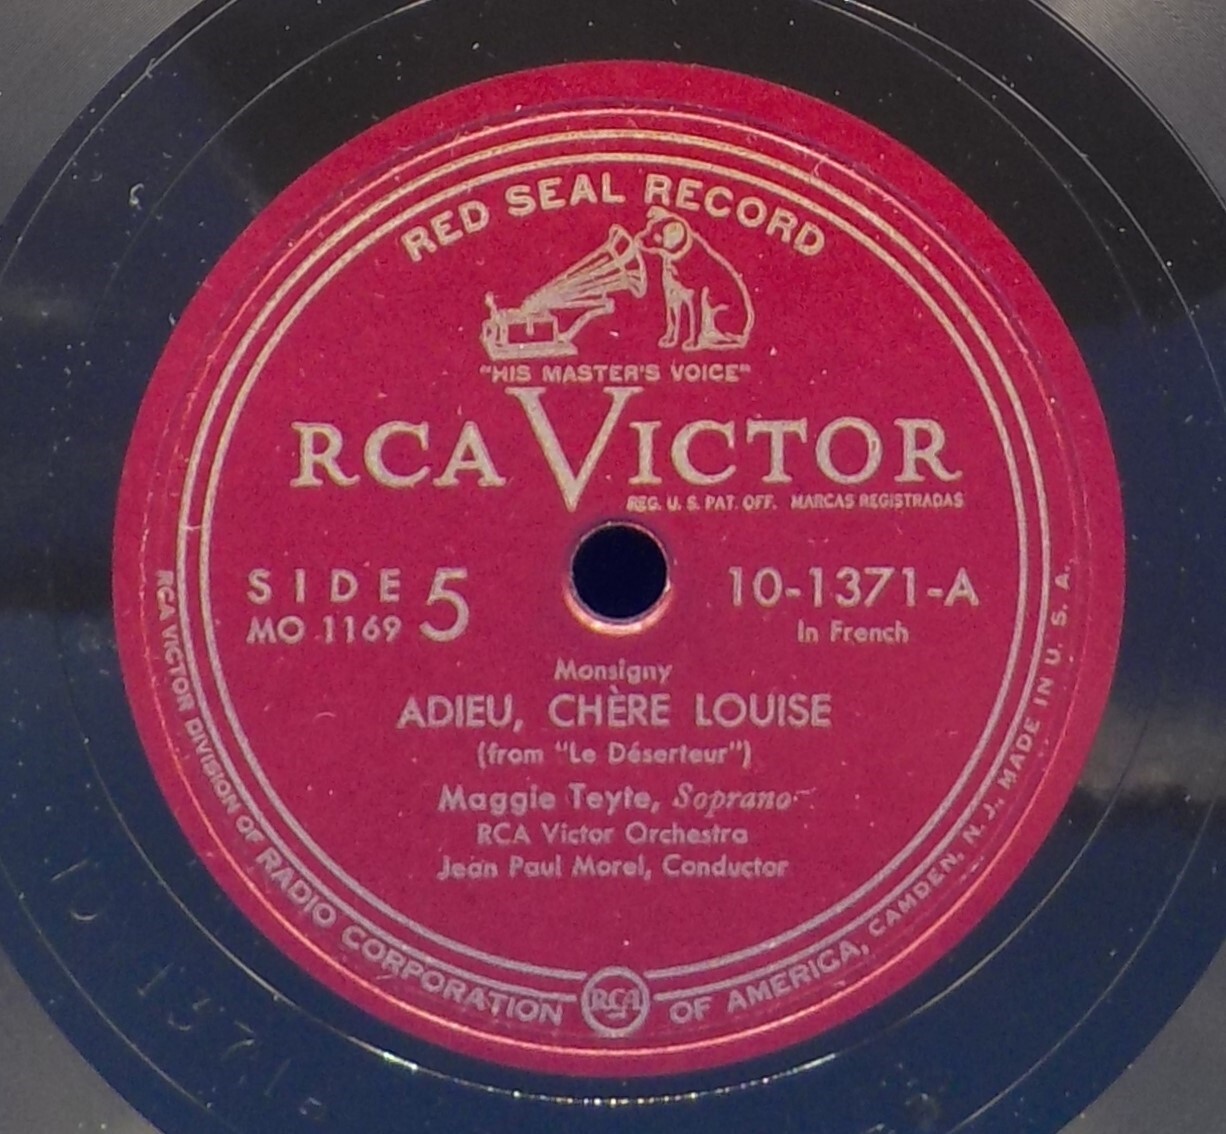 RED SEAL RECORD
"HIS MASTER'S VOICE"
RCA VICTOR
REG. U. S. PAT. OFF. MARCAS REGISTRADAS
SIDE 5
MO 1169
10-1371-A
In French
Monsigny
ADIEU, CHÈRE LOUISE
(from "Le Déserteur")
Maggie Teyte, Soprano
RCA Victor Orchestra
Jean Paul Morel, Conductor
RCA VICTOR DIVISION OF RADIO CORPORATION OF AMERICA, CAMDEN, N. J., MADE IN U. S. A.
RCA